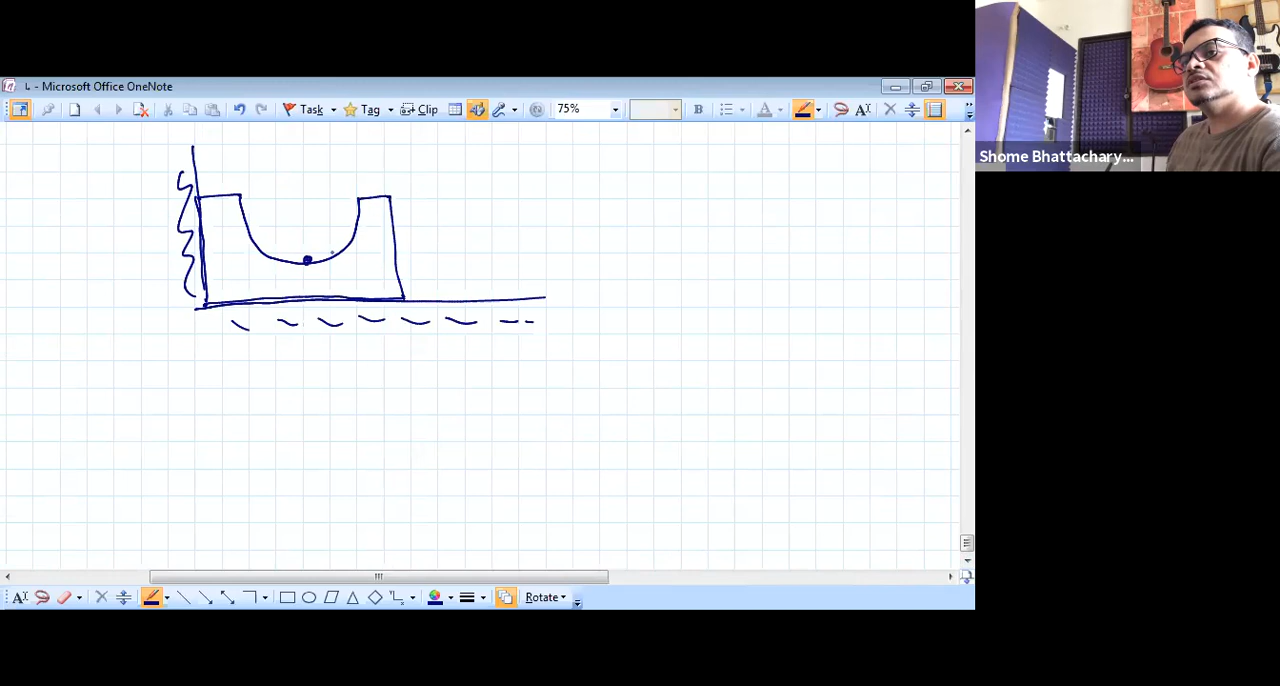 ر - Microsoft Office OneNote
Task
Tag
Clip
75%
B
A
A
Shome Bhattachary...
A
Rotate